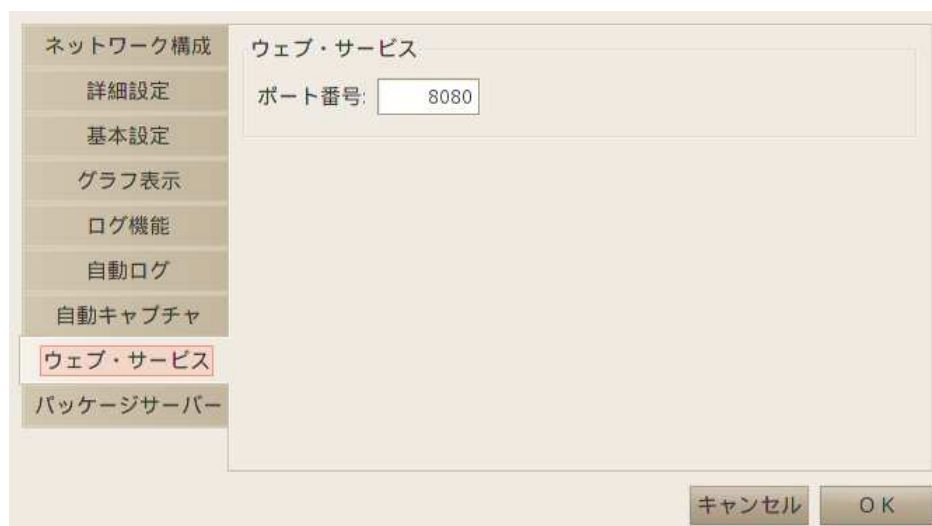 ネットワーク構成
詳細設定
基本設定
グラフ表示
ログ機能
自動ログ
自動キャプチャ
ウェブ・サービス
パッケージサーバー
ウェブ・サービス
ポート番号: 8080
キャンセル
OK